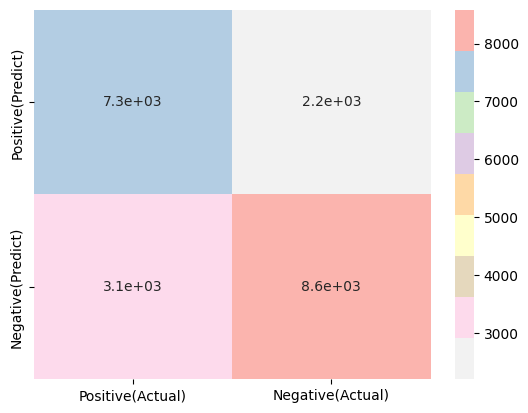 Positive(Predict)
7.3e+03
2.2e+03
Negative(Predict)
3.1e+03
8.6e+03
Positive(Actual)
Negative(Actual)
8000
7000
6000
5000
4000
3000